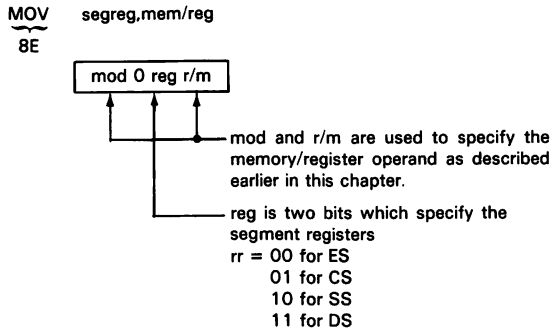 MOV segreg,mem/reg
8E
mod 0 reg r/m
mod and r/m are used to specify the
memory/register operand as described
earlier in this chapter.
reg is two bits which specify the
segment registers
rr = 00 for ES
01 for CS
10 for SS
11 for DS